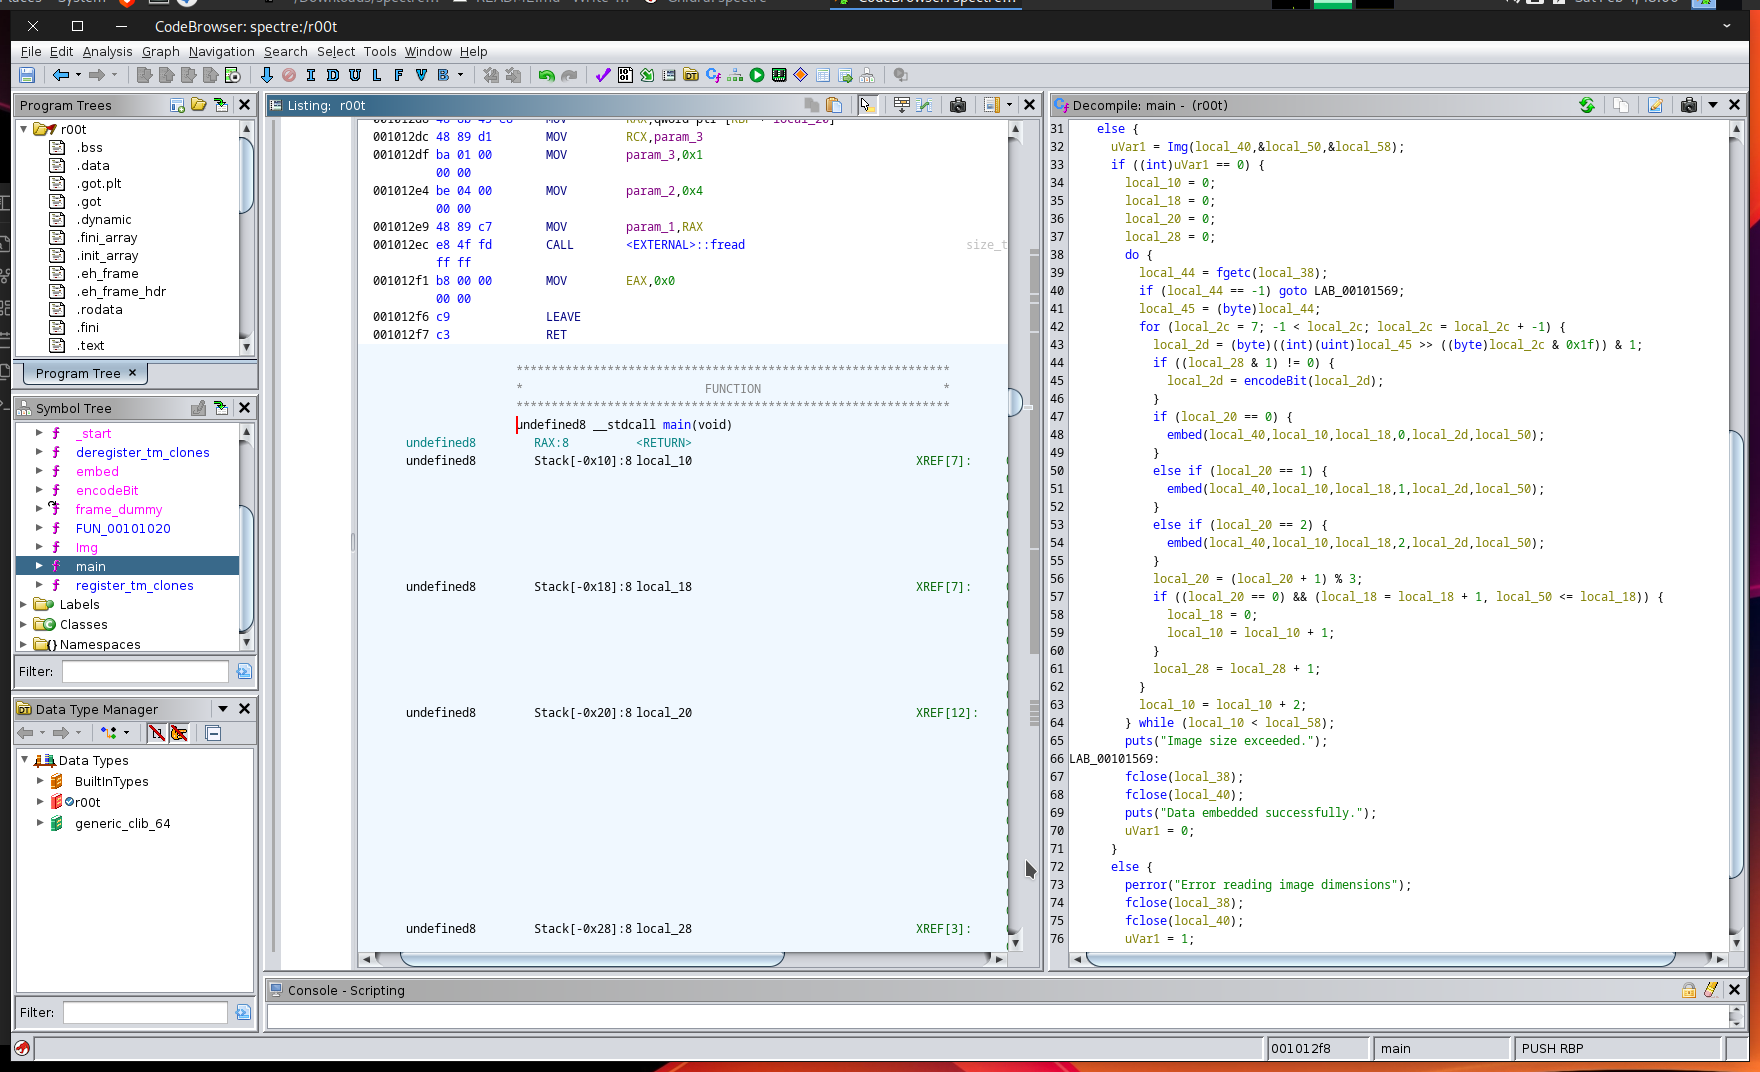 CodeBrowser: spectre:/r00t
File Edit Analysis Graph Navigation Search Select Tools Window Help
I D U L F V B
Program Trees
r00t
.bss
.data
.got.plt
.got
.dynamic
.fini_array
.init_array
.eh_frame
.eh_frame_hdr
.rodata
.fini
.text
Program Tree ×
Symbol Tree
_start
deregister_tm_clones
embed
encodeBit
frame_dummy
FUN_00101020
Img
main
register_tm_clones
Labels
Classes
Namespaces
Filter:
Data Type Manager
Data Types
BuiltInTypes
r00t
generic_clib_64
Filter:
Listing: r00t
001012dc 48 89 d1 MOV RCX,param_3
001012df ba 01 00 MOV param_3,0x1
00 00
001012e4 be 04 00 MOV param_2,0x4
00 00
001012e9 48 89 c7 MOV param_1,RAX
001012ec e8 4f fd CALL <EXTERNAL>::fread size_t
ff ff
001012f1 b8 00 00 MOV EAX,0x0
00 00
001012f6 c9 LEAVE
001012f7 c3 RET
**************************************************************
* FUNCTION *
**************************************************************
undefined8 __stdcall main(void)
undefined8 RAX:8 <RETURN>
undefined8 Stack[-0x10]:8 local_10 XREF[7]:
undefined8 Stack[-0x18]:8 local_18 XREF[7]:
undefined8 Stack[-0x20]:8 local_20 XREF[12]:
undefined8 Stack[-0x28]:8 local_28 XREF[3]:
Decompile: main - (r00t)
31 else {
32 uVar1 = Img(local_40,&local_50,&local_58);
33 if ((int)uVar1 == 0) {
34 local_10 = 0;
35 local_18 = 0;
36 local_20 = 0;
37 local_28 = 0;
38 do {
39 local_44 = fgetc(local_38);
40 if (local_44 == -1) goto LAB_00101569;
41 local_45 = (byte)local_44;
42 for (local_2c = 7; -1 < local_2c; local_2c = local_2c + -1) {
43 local_2d = (byte)((int)(uint)local_45 >> ((byte)local_2c & 0x1f)) & 1;
44 if ((local_28 & 1) != 0) {
45 local_2d = encodeBit(local_2d);
46 }
47 if (local_20 == 0) {
48 embed(local_40,local_10,local_18,0,local_2d,local_50);
49 }
50 else if (local_20 == 1) {
51 embed(local_40,local_10,local_18,1,local_2d,local_50);
52 }
53 else if (local_20 == 2) {
54 embed(local_40,local_10,local_18,2,local_2d,local_50);
55 }
56 local_20 = (local_20 + 1) % 3;
57 if ((local_20 == 0) && (local_18 = local_18 + 1, local_50 <= local_18)) {
58 local_18 = 0;
59 local_10 = local_10 + 1;
60 }
61 local_28 = local_28 + 1;
62 }
63 local_10 = local_10 + 2;
64 } while (local_10 < local_58);
65 puts("Image size exceeded.");
66 LAB_00101569:
67 fclose(local_38);
68 fclose(local_40);
69 puts("Data embedded successfully.");
70 uVar1 = 0;
71 }
72 else {
73 perror("Error reading image dimensions");
74 fclose(local_38);
75 fclose(local_40);
76 uVar1 = 1;
Console - Scripting
001012f8 main PUSH RBP